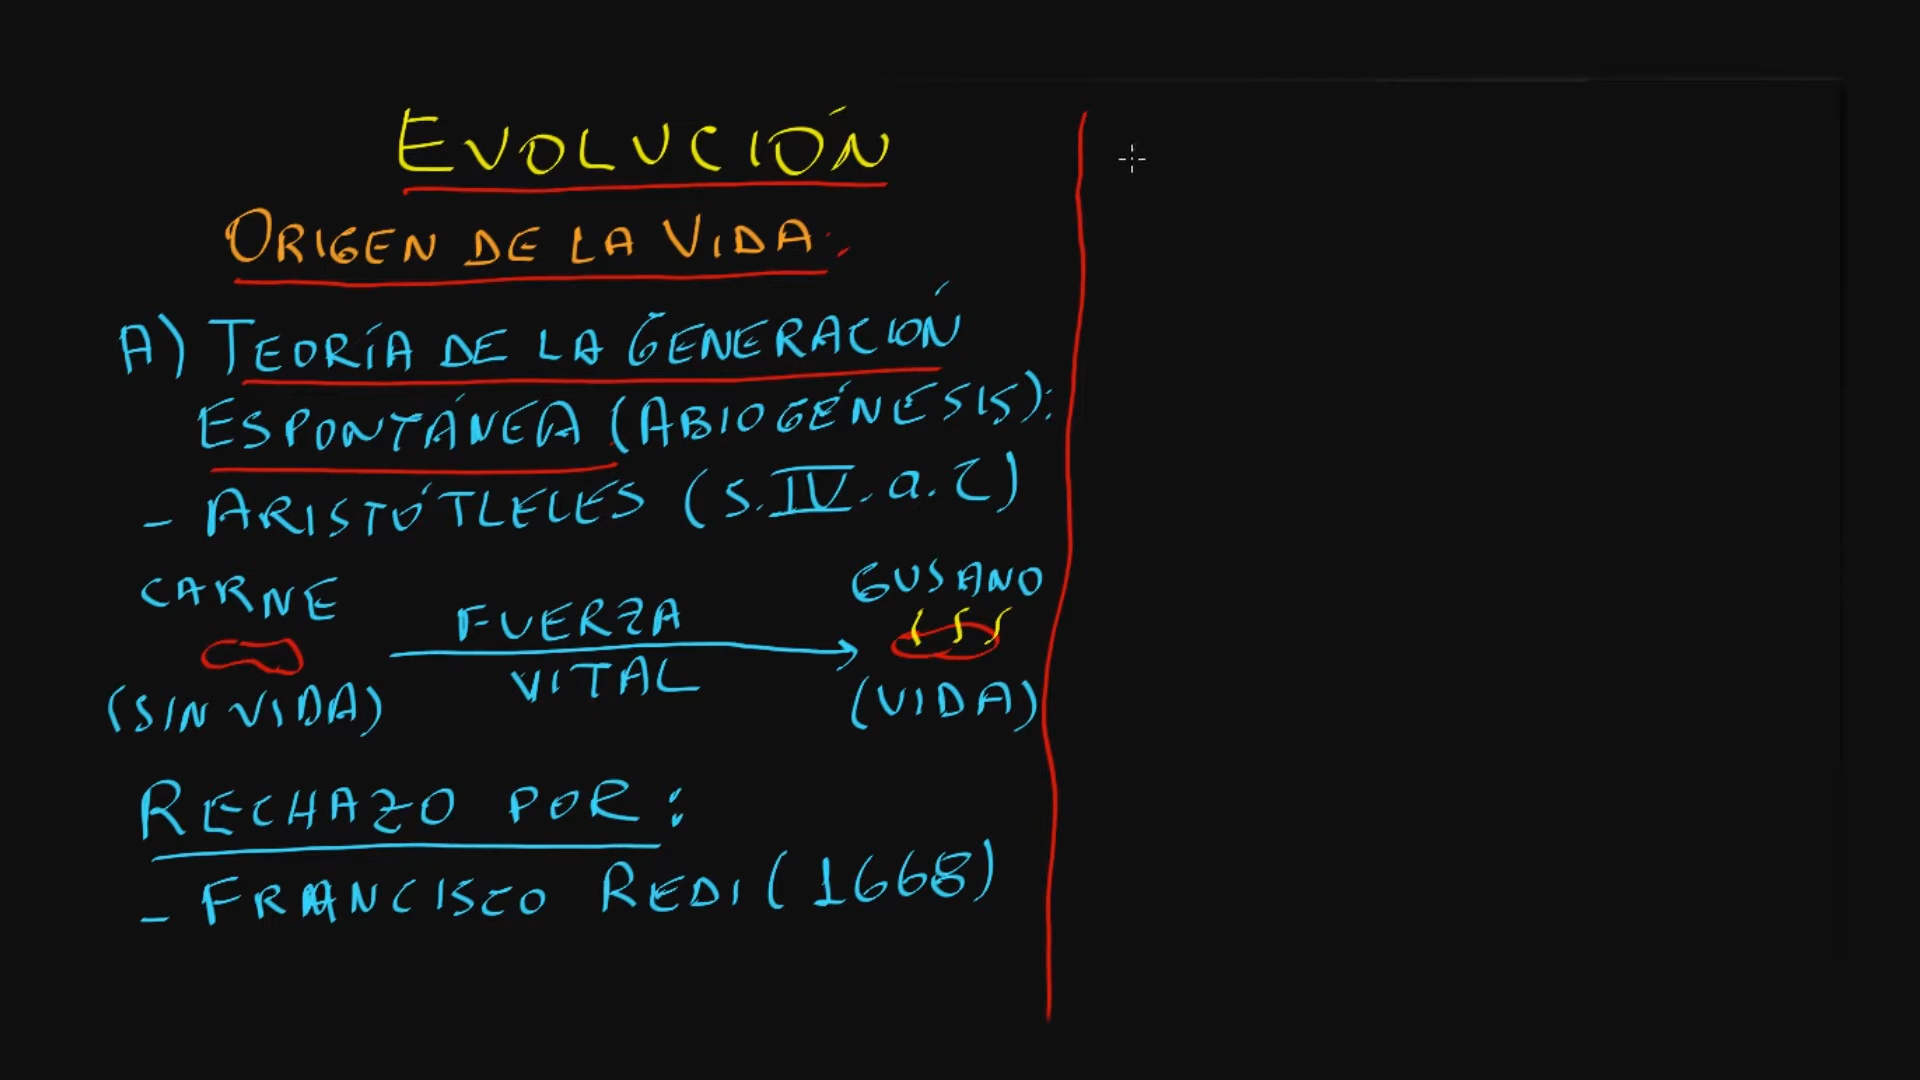 EVOLUCIÓN
ORIGEN DE LA VIDA:
A) TEORÍA DE LA GENERACIÓN
ESPONTÁNEA (ABIOGÉNESIS):
- ARISTÓTLELES (S. IV. a. C)
CARNE
FUERZA
VITAL
(SIN VIDA)
GUSANO
(VIDA)
RECHAZO POR:
- FRANCISCO REDI (1668)